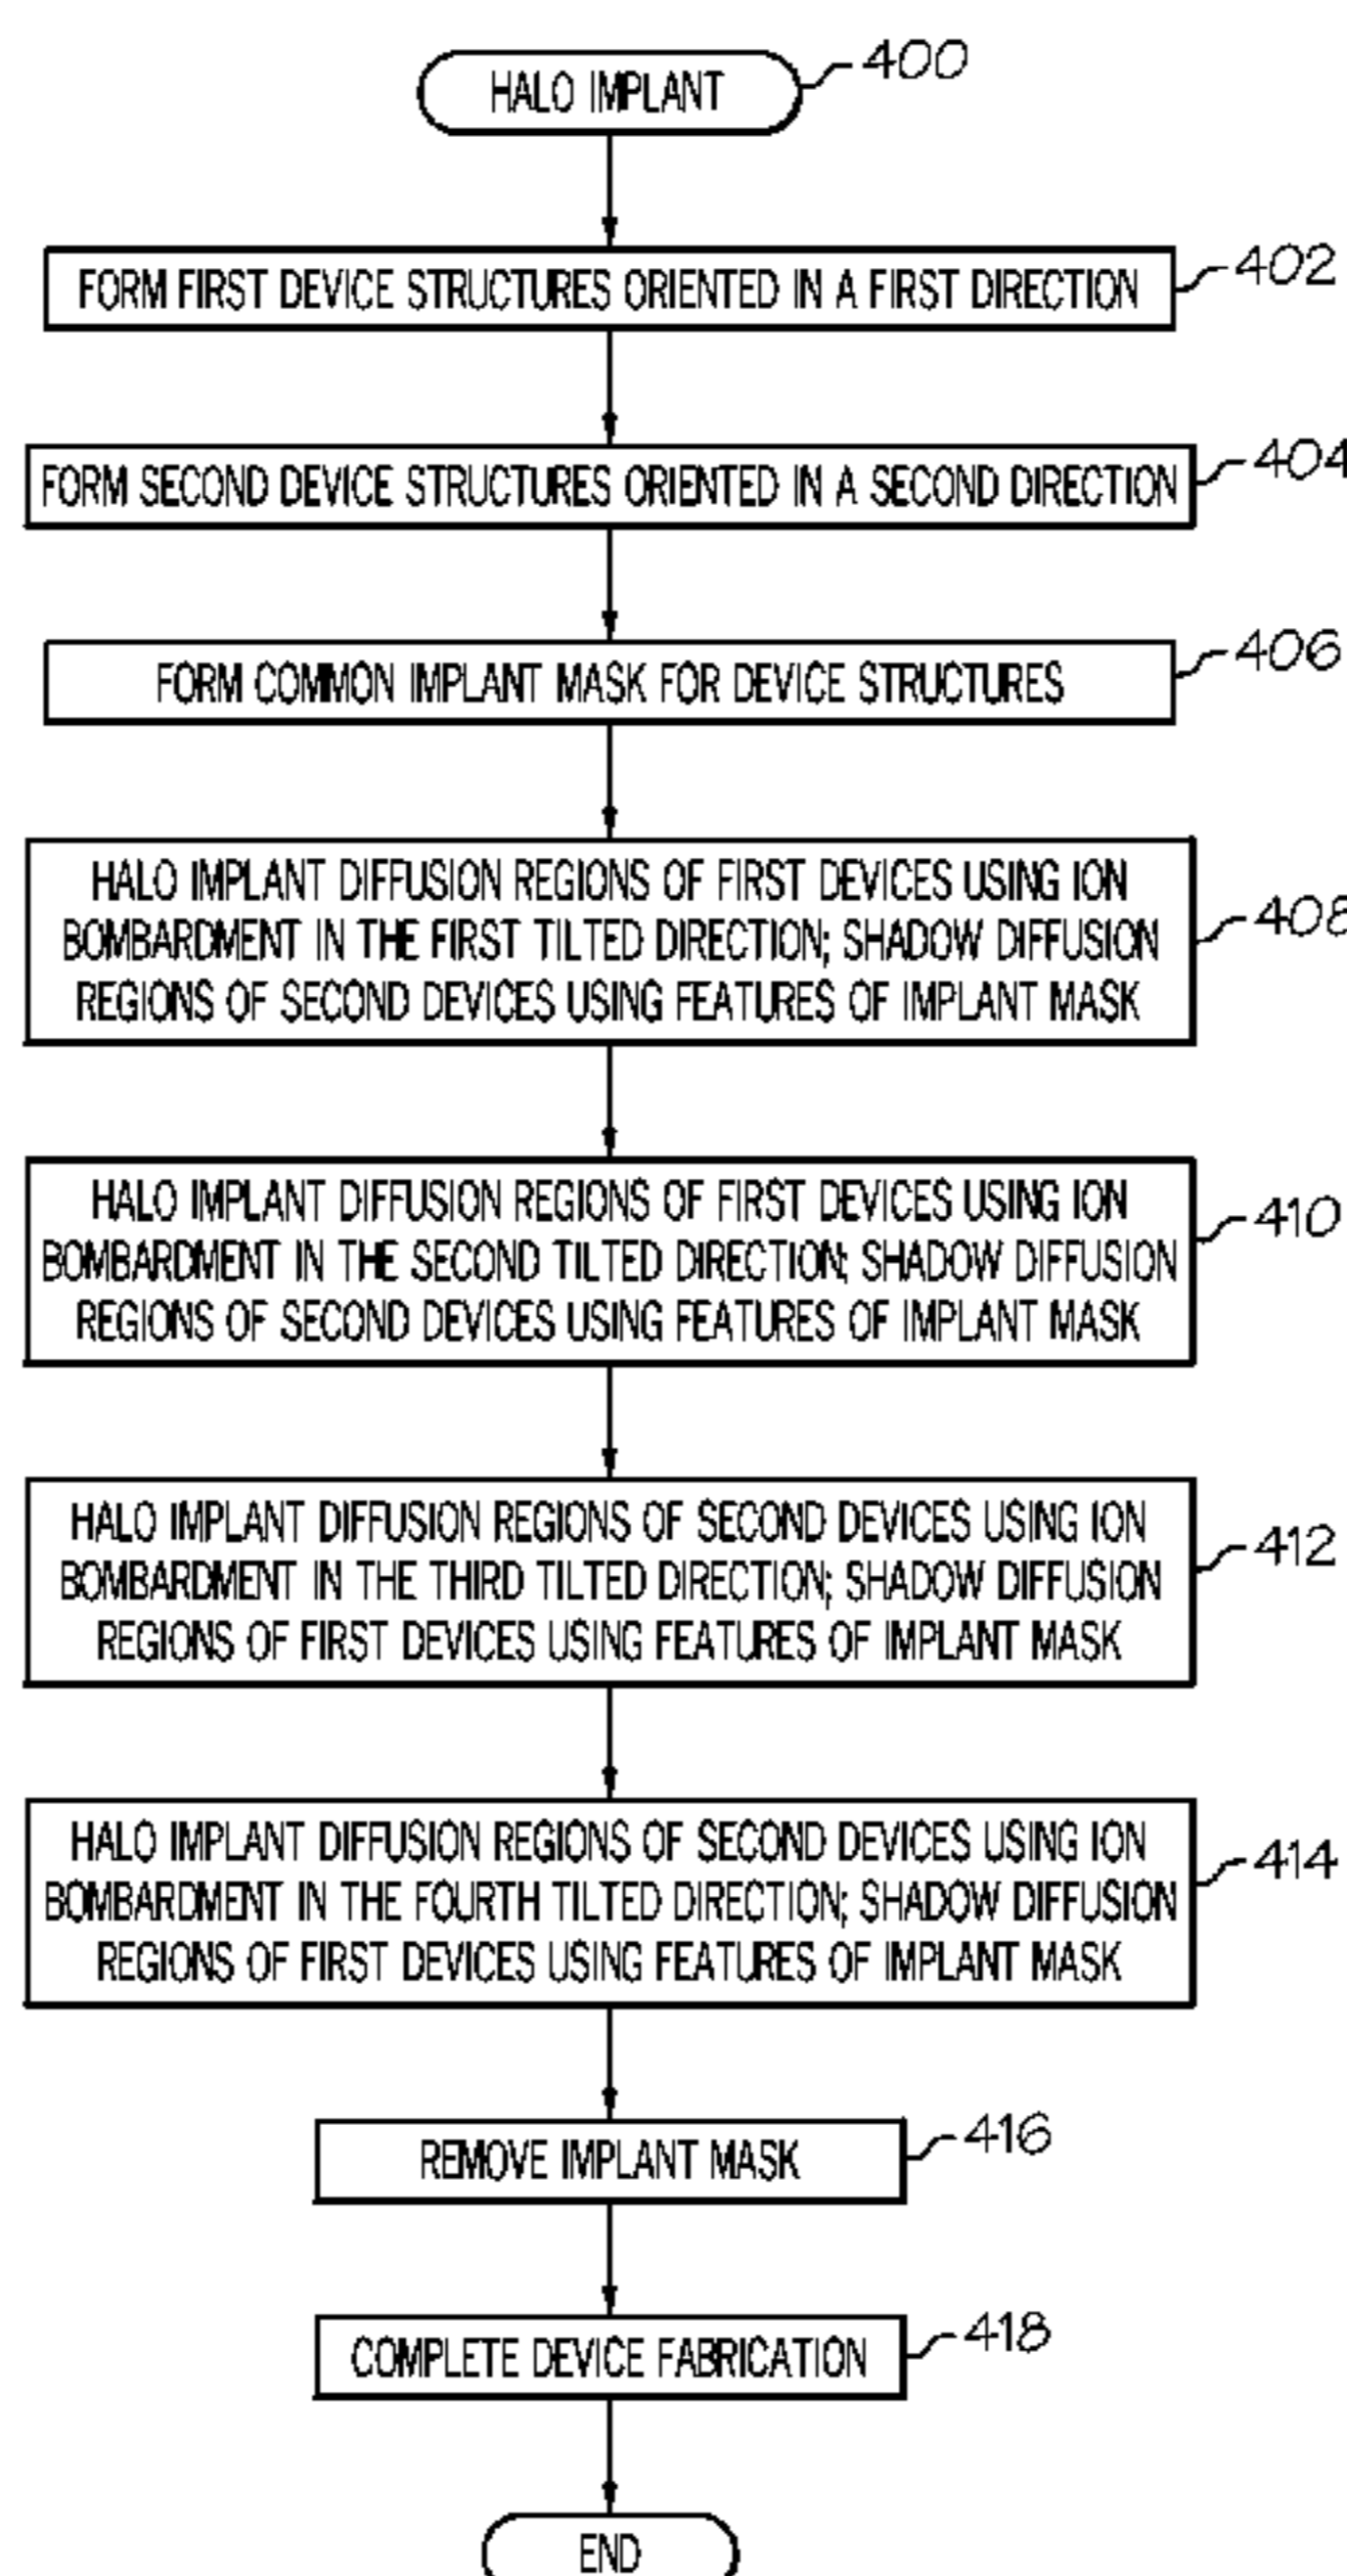 HALO IMPLANT
400
FORM FIRST DEVICE STRUCTURES ORIENTED IN A FIRST DIRECTION
402
FORM SECOND DEVICE STRUCTURES ORIENTED IN A SECOND DIRECTION
404
FORM COMMON IMPLANT MASK FOR DEVICE STRUCTURES
406
HALO IMPLANT DIFFUSION REGIONS OF FIRST DEVICES USING ION
BOMBARDMENT IN THE FIRST TILTED DIRECTION; SHADOW DIFFUSION
REGIONS OF SECOND DEVICES USING FEATURES OF IMPLANT MASK
408
HALO IMPLANT DIFFUSION REGIONS OF FIRST DEVICES USING ION
BOMBARDMENT IN THE SECOND TILTED DIRECTION; SHADOW DIFFUSION
REGIONS OF SECOND DEVICES USING FEATURES OF IMPLANT MASK
410
HALO IMPLANT DIFFUSION REGIONS OF SECOND DEVICES USING ION
BOMBARDMENT IN THE THIRD TILTED DIRECTION; SHADOW DIFFUSION
REGIONS OF FIRST DEVICES USING FEATURES OF IMPLANT MASK
412
HALO IMPLANT DIFFUSION REGIONS OF SECOND DEVICES USING ION
BOMBARDMENT IN THE FOURTH TILTED DIRECTION; SHADOW DIFFUSION
REGIONS OF FIRST DEVICES USING FEATURES OF IMPLANT MASK
414
REMOVE IMPLANT MASK
416
COMPLETE DEVICE FABRICATION
418
END